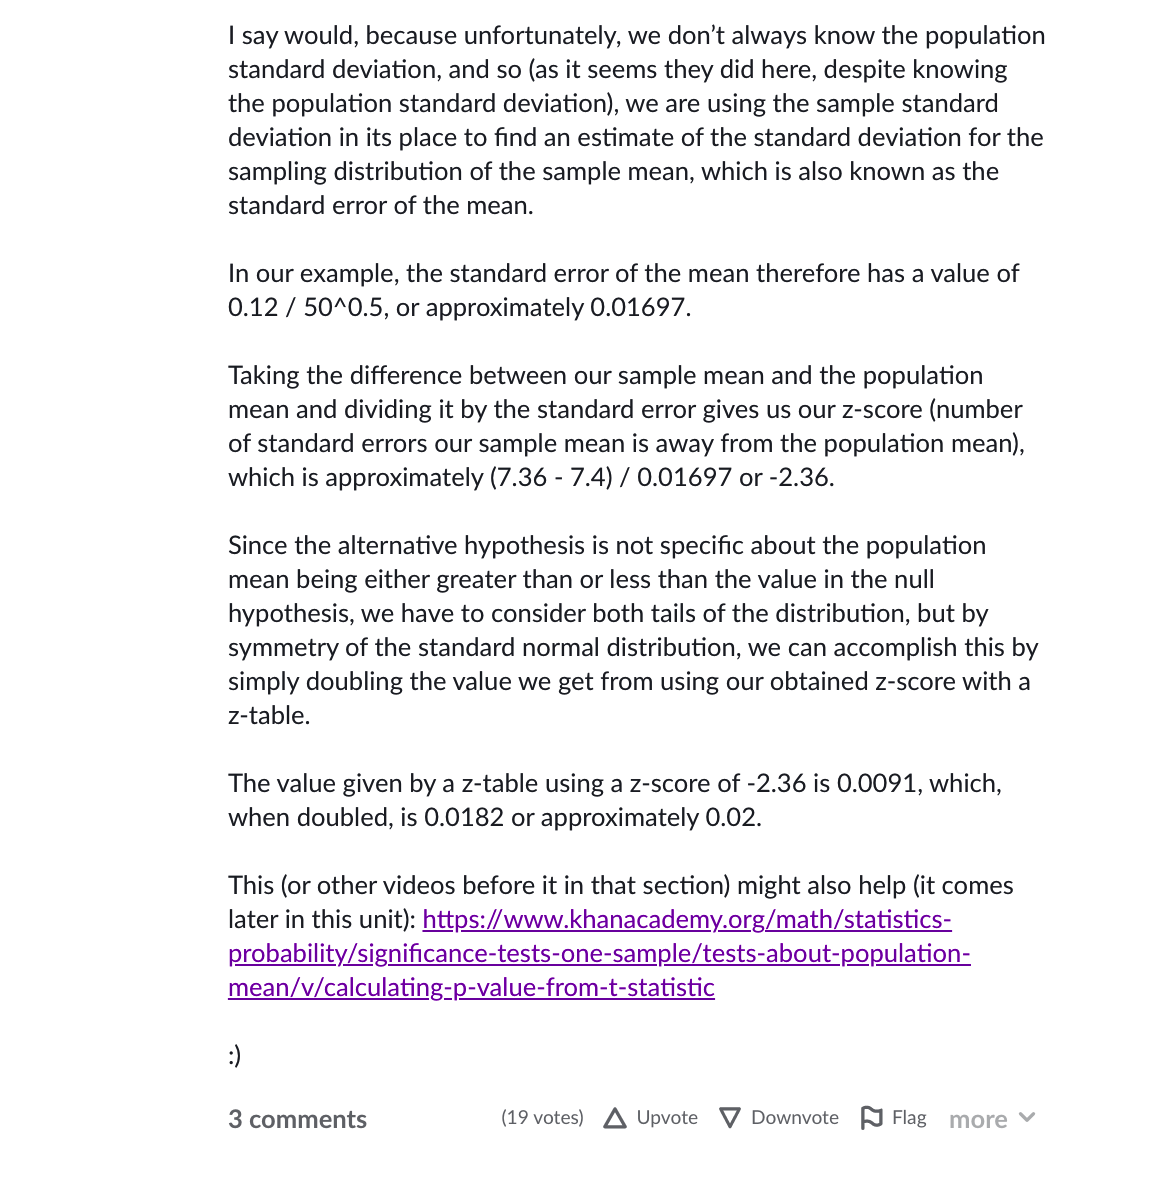 I say would, because unfortunately, we don’t always know the population
standard deviation, and so (as it seems they did here, despite knowing
the population standard deviation), we are using the sample standard
deviation in its place to find an estimate of the standard deviation for the
sampling distribution of the sample mean, which is also known as the
standard error of the mean.
In our example, the standard error of the mean therefore has a value of
0.12 / 50^0.5, or approximately 0.01697.
Taking the difference between our sample mean and the population
mean and dividing it by the standard error gives us our z-score (number
of standard errors our sample mean is away from the population mean),
which is approximately (7.36 - 7.4) / 0.01697 or -2.36.
Since the alternative hypothesis is not specific about the population
mean being either greater than or less than the value in the null
hypothesis, we have to consider both tails of the distribution, but by
symmetry of the standard normal distribution, we can accomplish this by
simply doubling the value we get from using our obtained z-score with a
z-table.
The value given by a z-table using a z-score of -2.36 is 0.0091, which,
when doubled, is 0.0182 or approximately 0.02.
This (or other videos before it in that section) might also help (it comes
later in this unit): https://www.khanacademy.org/math/statistics-
probability/significance-tests-one-sample/tests-about-population-
mean/v/calculating-p-value-from-t-statistic
:)
3 comments (19 votes) Upvote Downvote Flag more